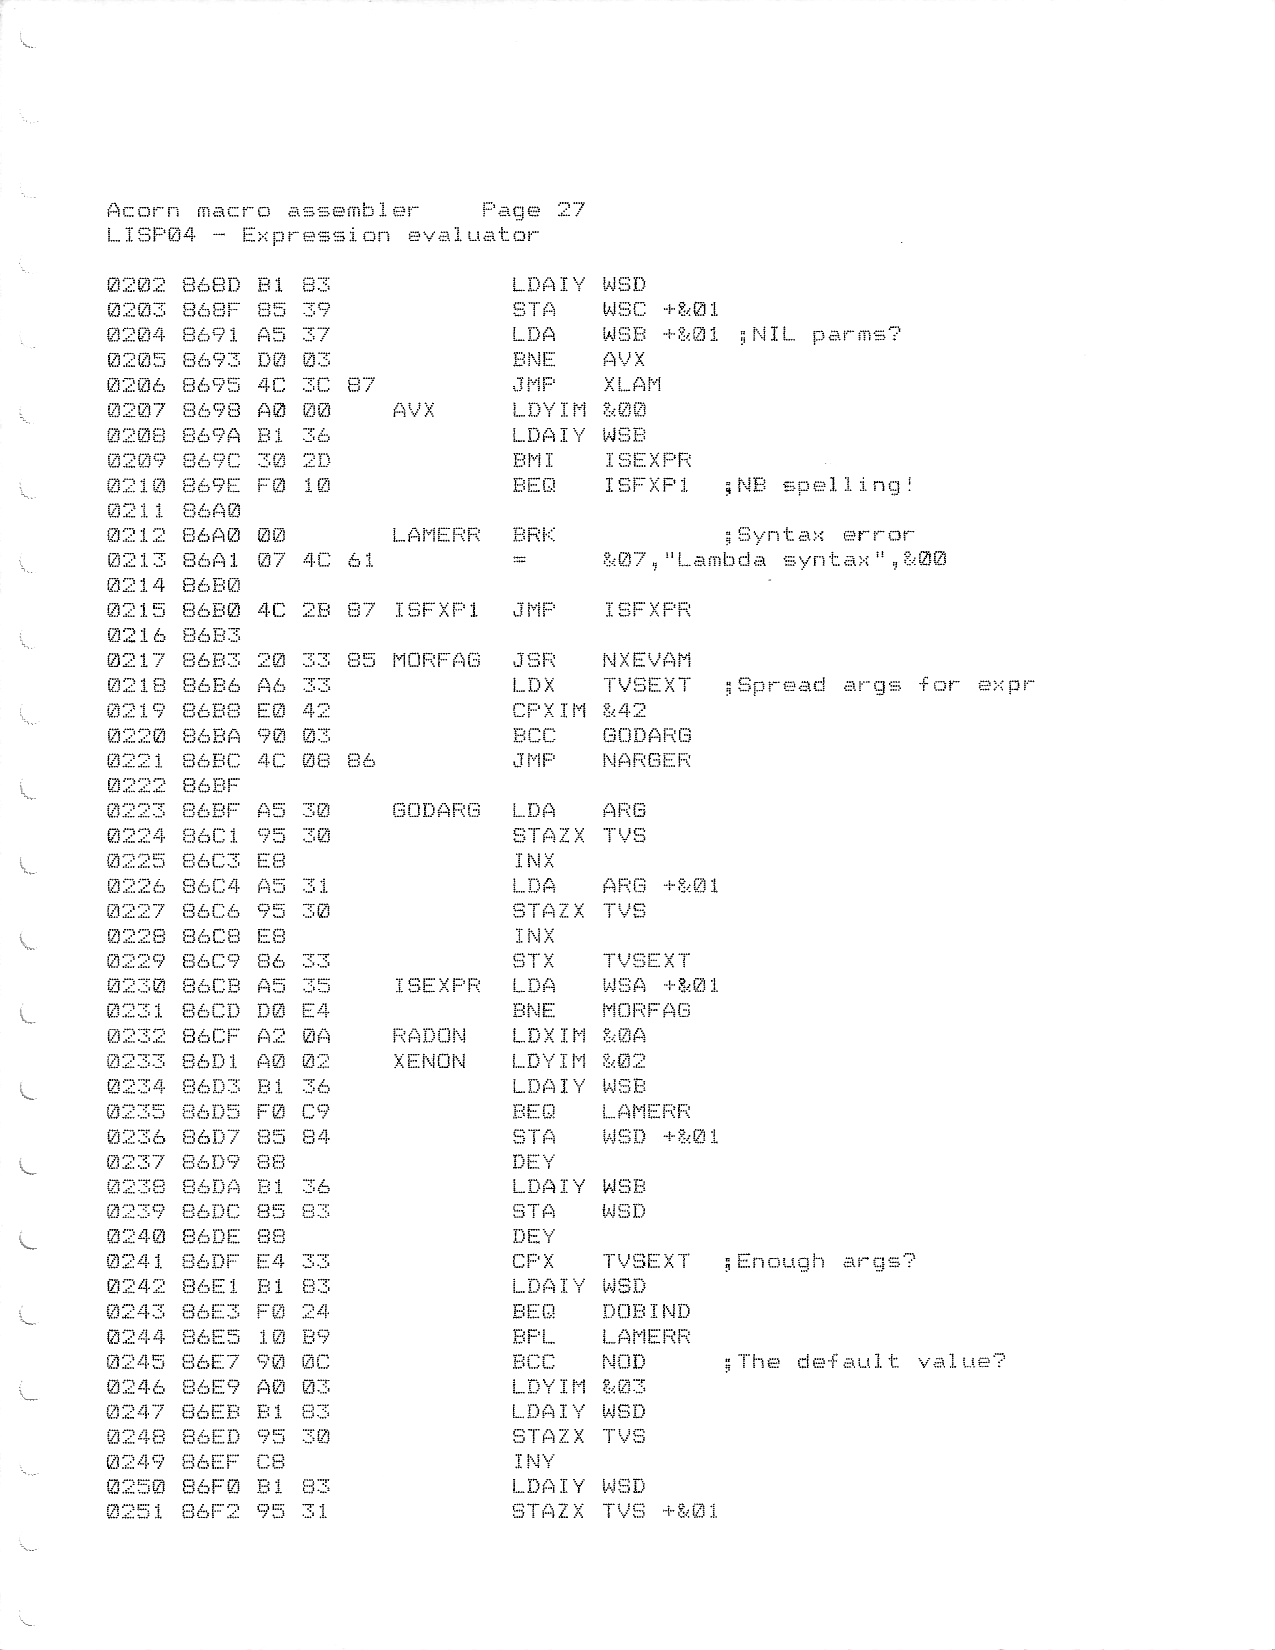 Acorn macro assembler    Page 27
LISP04 - Expression evaluator
0202 868D B1 83            LDAIY WSD
0203 868F 85 39            STA   WSC +&01
0204 8691 A5 37            LDA   WSB +&01 ;NIL parms?
0205 8693 D0 03            BNE   AVX
0206 8695 4C 3C 87         JMP   XLAM
0207 8698 A0 00    AVX     LDYIM &00
0208 869A B1 36            LDAIY WSB
0209 869C 30 2D            BMI   ISEXPR
0210 869E F0 10            BEQ   ISFXP1  ;NB spelling!
0211 86A0
0212 86A0 00       LAMERR  BRK           ;Syntax error
0213 86A1 07 4C 61         =     &07,"Lambda syntax",&00
0214 86B0
0215 86B0 4C 2B 87 ISFXP1  JMP   ISFXPR
0216 86B3
0217 86B3 20 33 85 MORFAG  JSR   NXEVAM
0218 86B6 A6 33            LDX   TVSEXT  ;Spread args for expr
0219 86B8 E0 42            CPXIM &42
0220 86BA 90 03            BCC   GODARG
0221 86BC 4C 08 86         JMP   NARGER
0222 86BF
0223 86BF A5 30    GODARG  LDA   ARG
0224 86C1 95 30            STAZX TVS
0225 86C3 E8               INX
0226 86C4 A5 31            LDA   ARG +&01
0227 86C6 95 30            STAZX TVS
0228 86C8 E8               INX
0229 86C9 86 33            STX   TVSEXT
0230 86CB A5 35    ISEXPR  LDA   WSA +&01
0231 86CD D0 E4            BNE   MORFAG
0232 86CF A2 0A    RADON   LDXIM &0A
0233 86D1 A0 02    XENON   LDYIM &02
0234 86D3 B1 36            LDAIY WSB
0235 86D5 F0 C9            BEQ   LAMERR
0236 86D7 85 84            STA   WSD +&01
0237 86D9 88               DEY
0238 86DA B1 36            LDAIY WSB
0239 86DC 85 83            STA   WSD
0240 86DE 88               DEY
0241 86DF E4 33            CPX   TVSEXT  ;Enough args?
0242 86E1 B1 83            LDAIY WSD
0243 86E3 F0 24            BEQ   DOBIND
0244 86E5 10 B9            BPL   LAMERR
0245 86E7 90 0C            BCC   NOD     ;The default value?
0246 86E9 A0 03            LDYIM &03
0247 86EB B1 83            LDAIY WSD
0248 86ED 95 30            STAZX TVS
0249 86EF C8               INY
0250 86F0 B1 83            LDAIY WSD
0251 86F2 95 31            STAZX TVS +&01